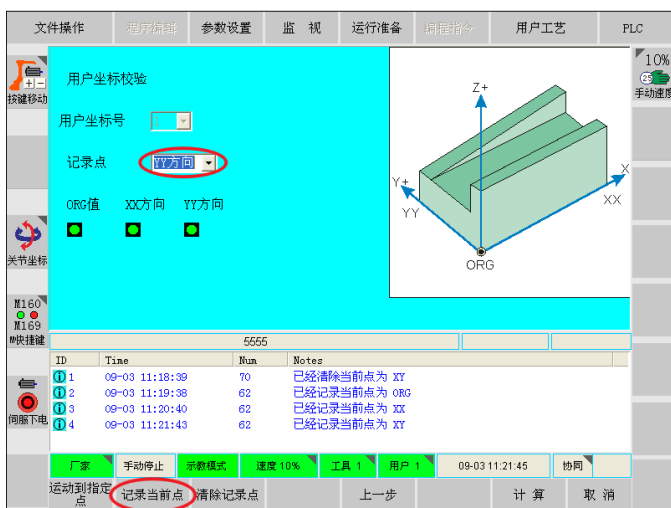 文件操作 程序编辑 参数设置 监 视 运行准备 编程指令 用户工艺 PLC
按键移动
10%
手动速度
用户坐标校验
用户坐标号 1
记录点 YY方向
ORG值 XX方向 YY方向
Z+
X
XX
Y+
YY
ORG
关节坐标
M160
M169
M快捷键
伺服下电
5555
ID Time Num Notes
1 09-03 11:18:39 70 已经清除当前点为 XY
2 09-03 11:19:38 62 已经记录当前点为 ORG
3 09-03 11:20:40 62 已经记录当前点为 XX
4 09-03 11:21:43 62 已经记录当前点为 XY
厂家 手动停止 示教模式 速度 10% 工具 1 用户 1 09-03 11:21:45 协同
运动到指定点 记录当前点 清除记录点 上一步 计 算 取 消